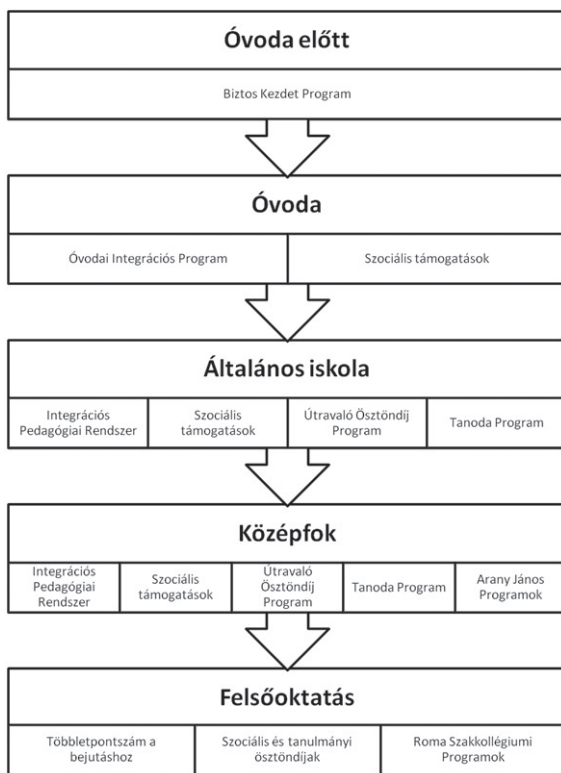 Óvoda előtt
Biztos Kezdet Program
Óvoda
Óvodai Integrációs Program
Szociális támogatások
Általános iskola
Integrációs
Pedagógiai Rendszer
Szociális
támogatások
Útravaló Ösztöndíj
Program
Tanoda Program
Középfok
Integrációs
Pedagógiai
Rendszer
Szociális
támogatások
Útravaló
Ösztöndíj
Program
Tanoda Program
Arany János
Programok
Felsőoktatás
Többletpontszám a
bejutáshoz
Szociális és tanulmányi
ösztöndíjak
Roma Szakkollégiumi
Programok